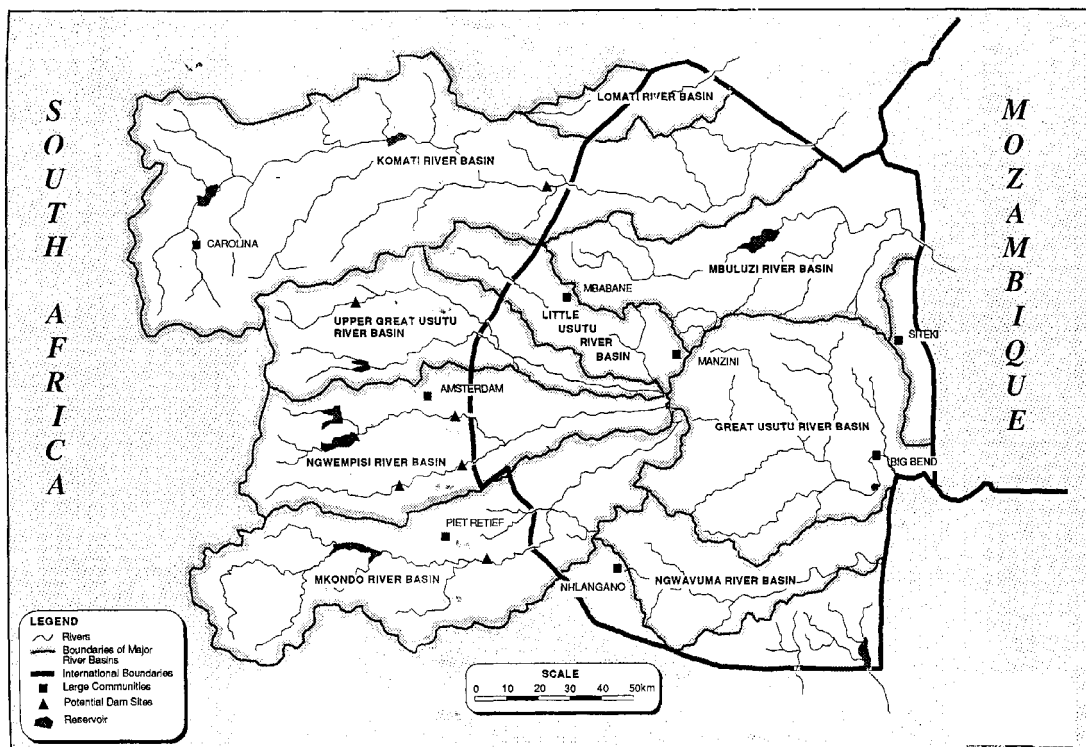 SOUTH AFRICA
MOZAMBIQUE
LOMATI RIVER BASIN
KOMATI RIVER BASIN
CAROLINA
MBULUZI RIVER BASIN
MBABANE
UPPER GREAT USUTU
RIVER BASIN
LITTLE
USUTU
RIVER
BASIN
SITEKI
MANZINI
AMSTERDAM
GREAT USUTU RIVER BASIN
NGWEMPISI RIVER BASIN
BIG BEND
PIET RETIEF
MKONDO RIVER BASIN
NHLANGANO
NGWAVUMA RIVER BASIN
LEGEND
Rivers
Boundaries of Major
River Basins
International Boundaries
Large Communities
Potential Dam Sites
Reservoir
SCALE
0 10 20 30 40 50km